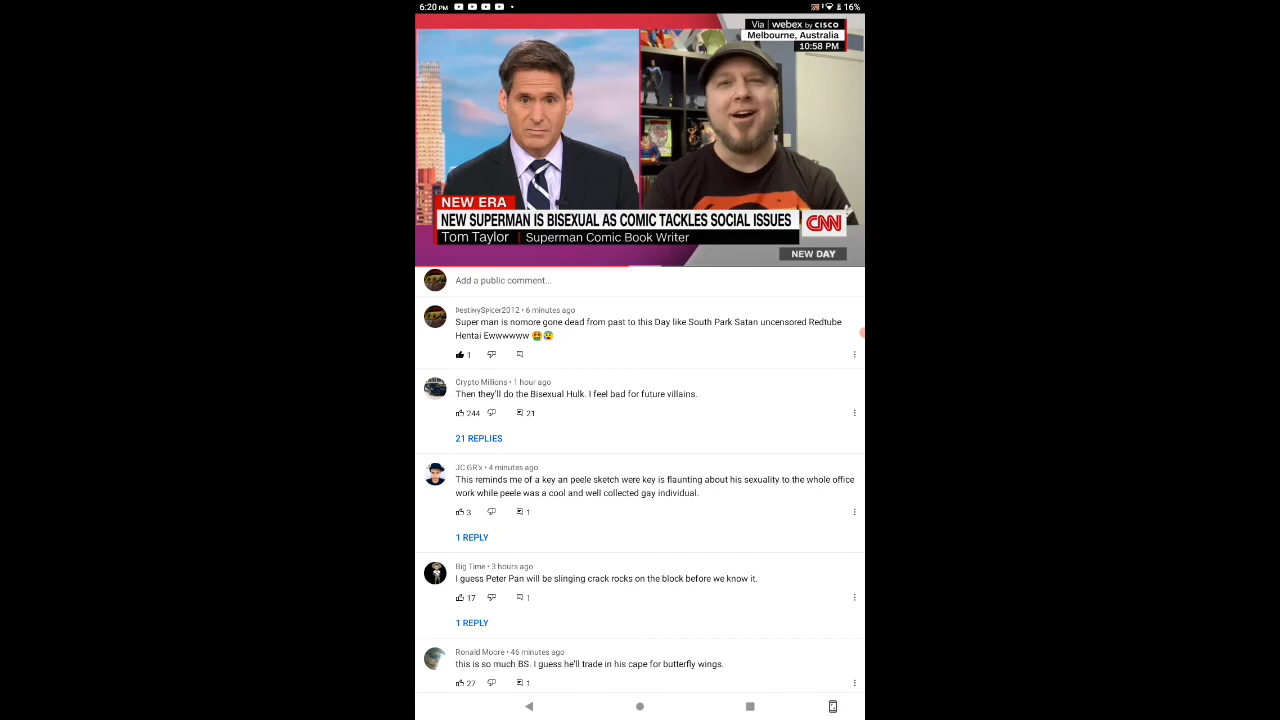 6:20 PM
16%
Via webex by CISCO
Melbourne, Australia
10:58 PM
NEW ERA
NEW SUPERMAN IS BISEXUAL AS COMIC TACKLES SOCIAL ISSUES
CNN
Tom Taylor | Superman Comic Book Writer
NEW DAY
Add a public comment...
• 6 minutes ago
Super man is nomore gone dead from past to this Day like South Park Satan uncensored Redtube
Hentai Ewwwwww 🤮😰
1
Crypto Millions • 1 hour ago
Then they'll do the Bisexual Hulk. I feel bad for future villains.
244 21
21 REPLIES
JC GR'x • 4 minutes ago
This reminds me of a key an peele sketch were key is flaunting about his sexuality to the whole office
work while peele was a cool and well collected gay individual.
3 1
1 REPLY
Big Time • 3 hours ago
I guess Peter Pan will be slinging crack rocks on the block before we know it.
17 1
1 REPLY
Ronald Moore • 46 minutes ago
this is so much BS. I guess he'll trade in his cape for butterfly wings.
27 1